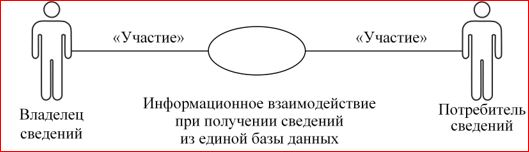 «Участие»
«Участие»
Владелец
сведений
Информационное взаимодействие
при получении сведений
из единой базы данных
Потребитель
сведений